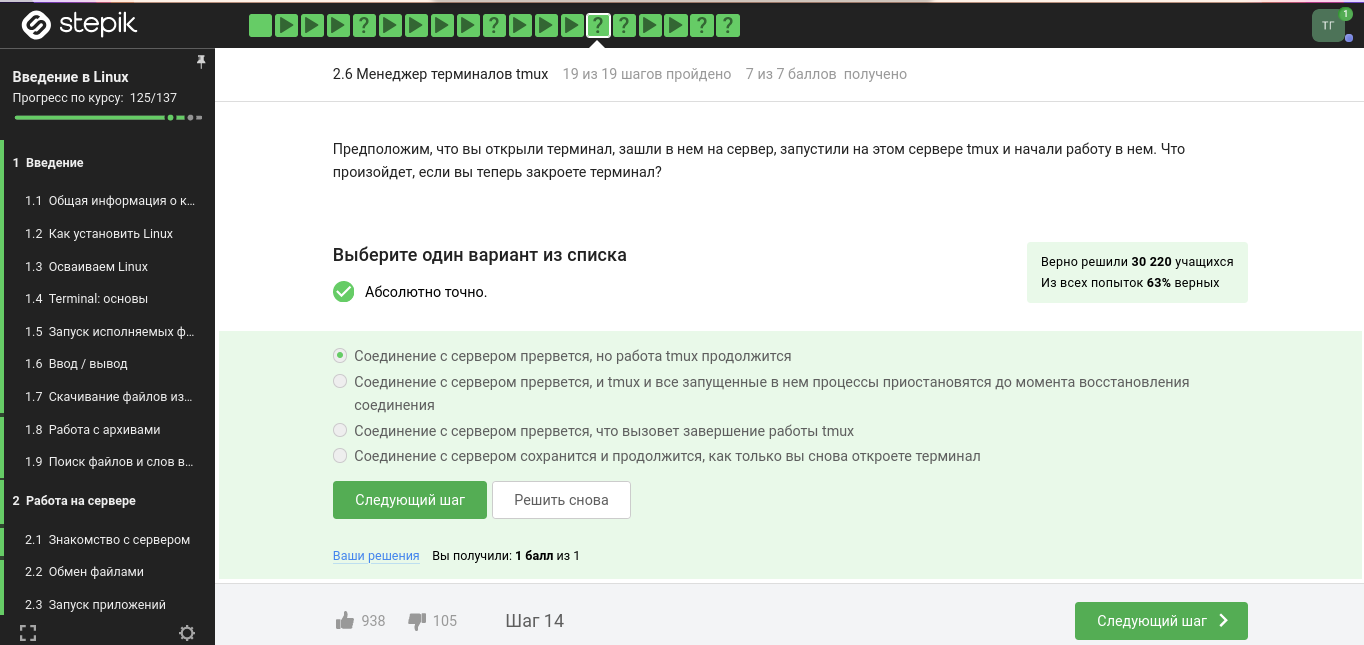 stepik
?
?
?
?
?
?
ТГ
1
Введение в Linux
Прогресс по курсу: 125/137
1 Введение
1.1 Общая информация о к...
1.2 Как установить Linux
1.3 Осваиваем Linux
1.4 Terminal: основы
1.5 Запуск исполняемых ф...
1.6 Ввод / вывод
1.7 Скачивание файлов из...
1.8 Работа с архивами
1.9 Поиск файлов и слов в...
2 Работа на сервере
2.1 Знакомство с сервером
2.2 Обмен файлами
2.3 Запуск приложений
2.6 Менеджер терминалов tmux 19 из 19 шагов пройдено 7 из 7 баллов получено
Предположим, что вы открыли терминал, зашли в нем на сервер, запустили на этом сервере tmux и начали работу в нем. Что
произойдет, если вы теперь закроете терминал?
Выберите один вариант из списка
Абсолютно точно.
Верно решили 30 220 учащихся
Из всех попыток 63% верных
Соединение с сервером прервется, но работа tmux продолжится
Соединение с сервером прервется, и tmux и все запущенные в нем процессы приостановятся до момента восстановления
соединения
Соединение с сервером прервется, что вызовет завершение работы tmux
Соединение с сервером сохранится и продолжится, как только вы снова откроете терминал
Следующий шаг Решить снова
Ваши решения Вы получили: 1 балл из 1
938 105 Шаг 14 Следующий шаг